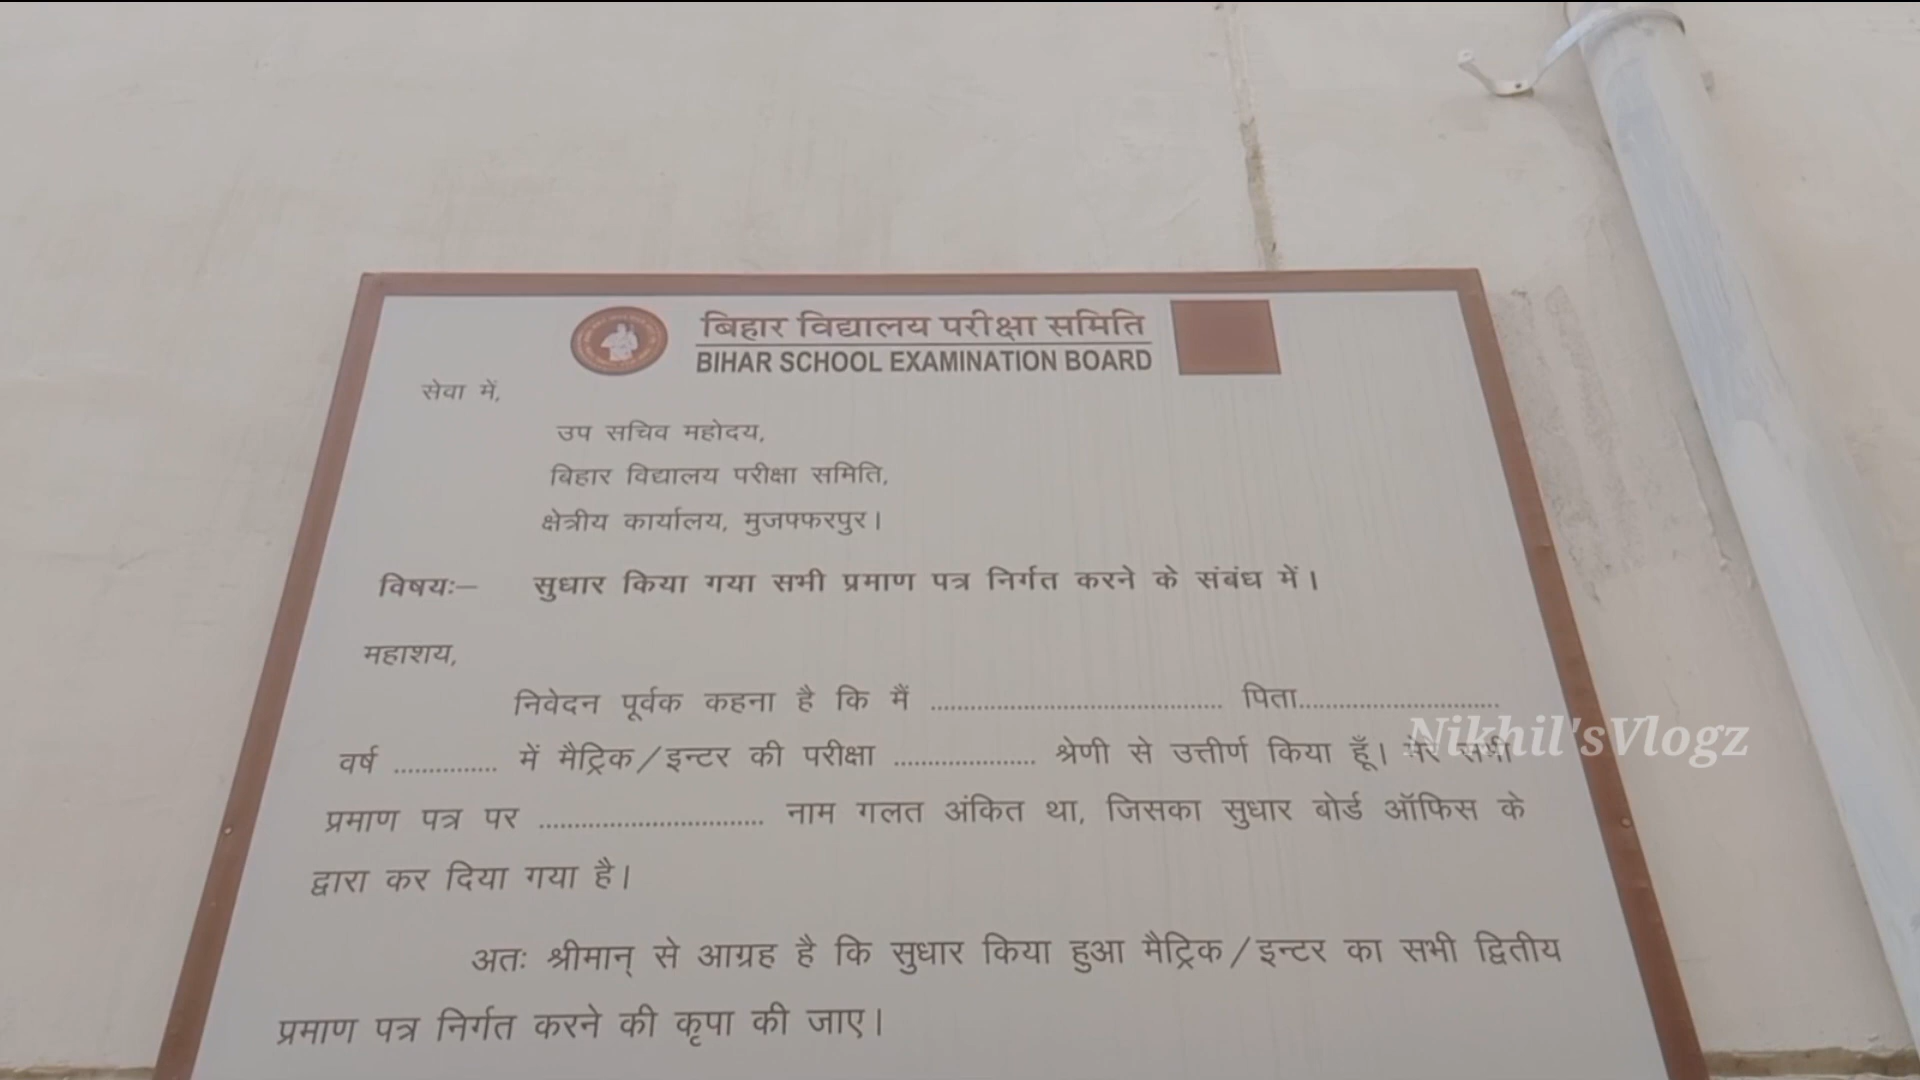 बिहार विद्यालय परीक्षा समिति
BIHAR SCHOOL EXAMINATION BOARD
सेवा में,
उप सचिव महोदय,
बिहार विद्यालय परीक्षा समिति,
क्षेत्रीय कार्यालय, मुजफ्फरपुर।
विषयः– सुधार किया गया सभी प्रमाण पत्र निर्गत करने के संबंध में।
महाशय,
निवेदन पूर्वक कहना है कि मैं ........................................ पिता............................
वर्ष ............... में मैट्रिक/इन्टर की परीक्षा .................... श्रेणी से उत्तीर्ण किया हूँ। मेरे सभी
Nikhil'sVlogz
प्रमाण पत्र पर ............................... नाम गलत अंकित था, जिसका सुधार बोर्ड ऑफिस के
द्वारा कर दिया गया है।
अतः श्रीमान् से आग्रह है कि सुधार किया हुआ मैट्रिक/इन्टर का सभी द्वितीय
प्रमाण पत्र निर्गत करने की कृपा की जाए।